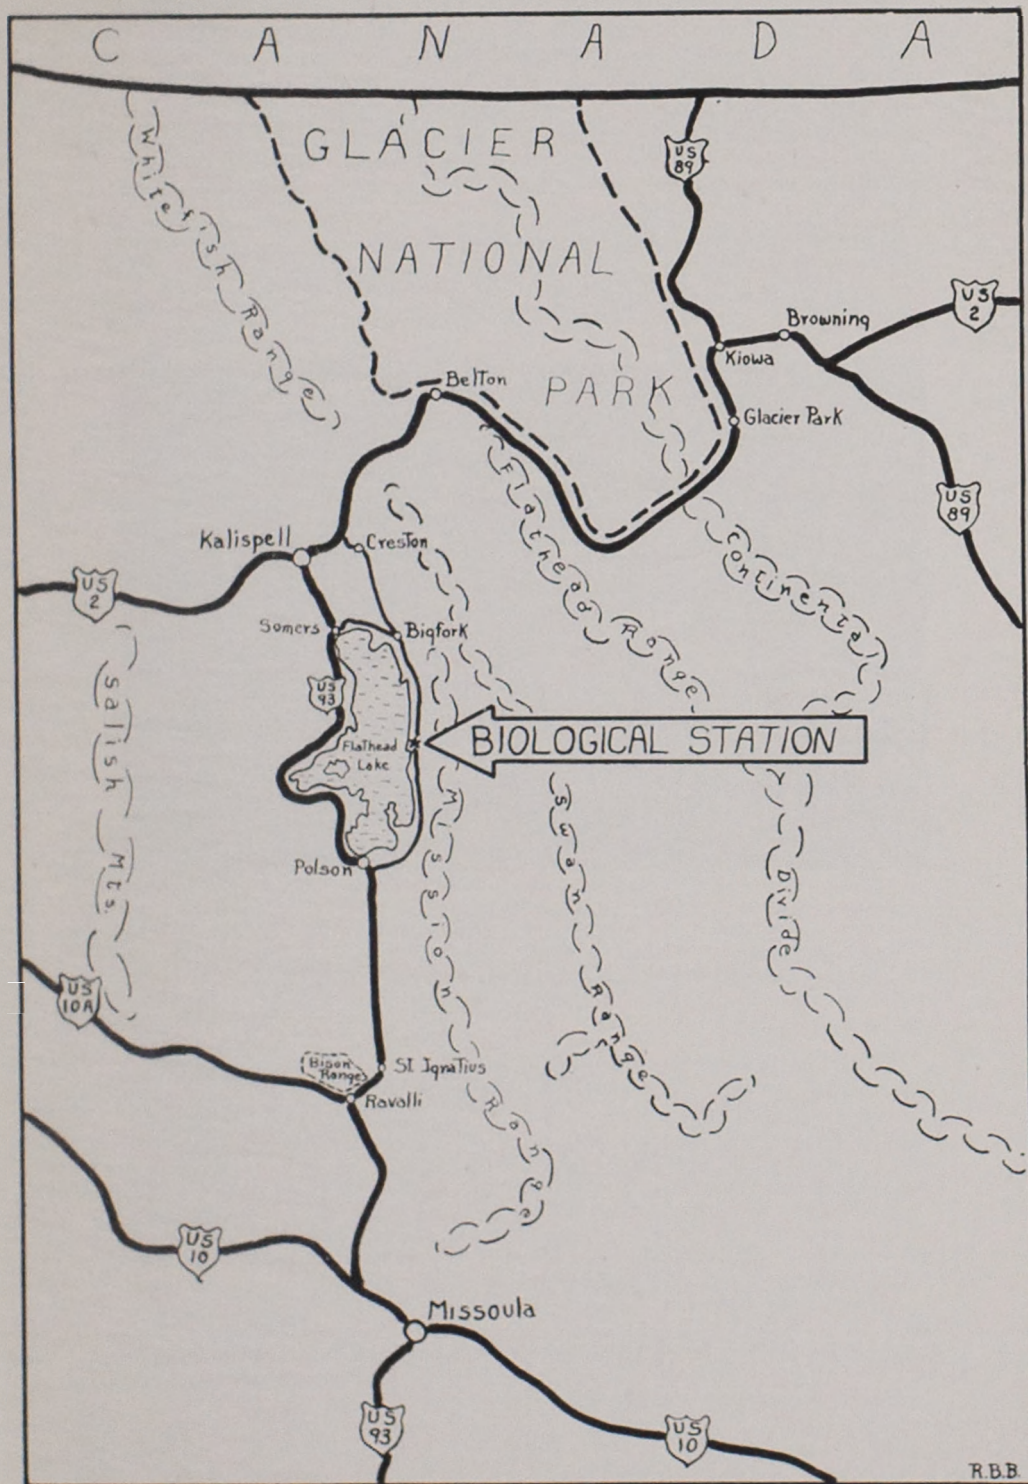 CANADA
GLACIER
NATIONAL
PARK
Whitefish Range
US
89
US
2
Browning
Kiowa
Belton
Glacier Park
US
89
Flathead Range
Continental
Divide
Kalispell
Creston
US
2
Somers
Bigfork
US
93
Salish Mts.
Flathead
Lake
BIOLOGICAL STATION
Polson
Mission Range
Swan Range
US
10A
Bison
Range
St. Ignatius
Ravalli
US
10
Missoula
US
93
US
10
R.B.B.